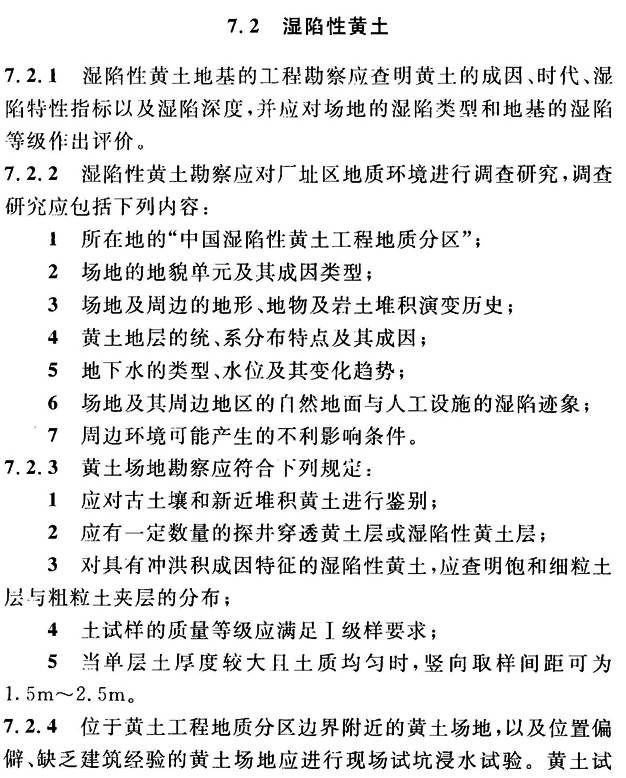 7.2 湿陷性黄土
7.2.1 湿陷性黄土地基的工程勘察应查明黄土的成因、时代、湿
陷特性指标以及湿陷深度,并应对场地的湿陷类型和地基的湿陷
等级作出评价。
7.2.2 湿陷性黄土勘察应对厂址区地质环境进行调查研究,调查
研究应包括下列内容:
1 所在地的“中国湿陷性黄土工程地质分区”;
2 场地的地貌单元及其成因类型;
3 场地及周边的地形、地物及岩土堆积演变历史;
4 黄土地层的统、系分布特点及其成因;
5 地下水的类型、水位及其变化趋势;
6 场地及其周边地区的自然地面与人工设施的湿陷迹象;
7 周边环境可能产生的不利影响条件。
7.2.3 黄土场地勘察应符合下列规定:
1 应对古土壤和新近堆积黄土进行鉴别;
2 应有一定数量的探井穿透黄土层或湿陷性黄土层;
3 对具有冲洪积成因特征的湿陷性黄土,应查明饱和细粒土
层与粗粒土夹层的分布;
4 土试样的质量等级应满足Ⅰ级样要求;
5 当单层土厚度较大且土质均匀时,竖向取样间距可为
1.5m~2.5m。
7.2.4 位于黄土工程地质分区边界附近的黄土场地,以及位置偏
僻、缺乏建筑经验的黄土场地应进行现场试坑浸水试验。黄土试